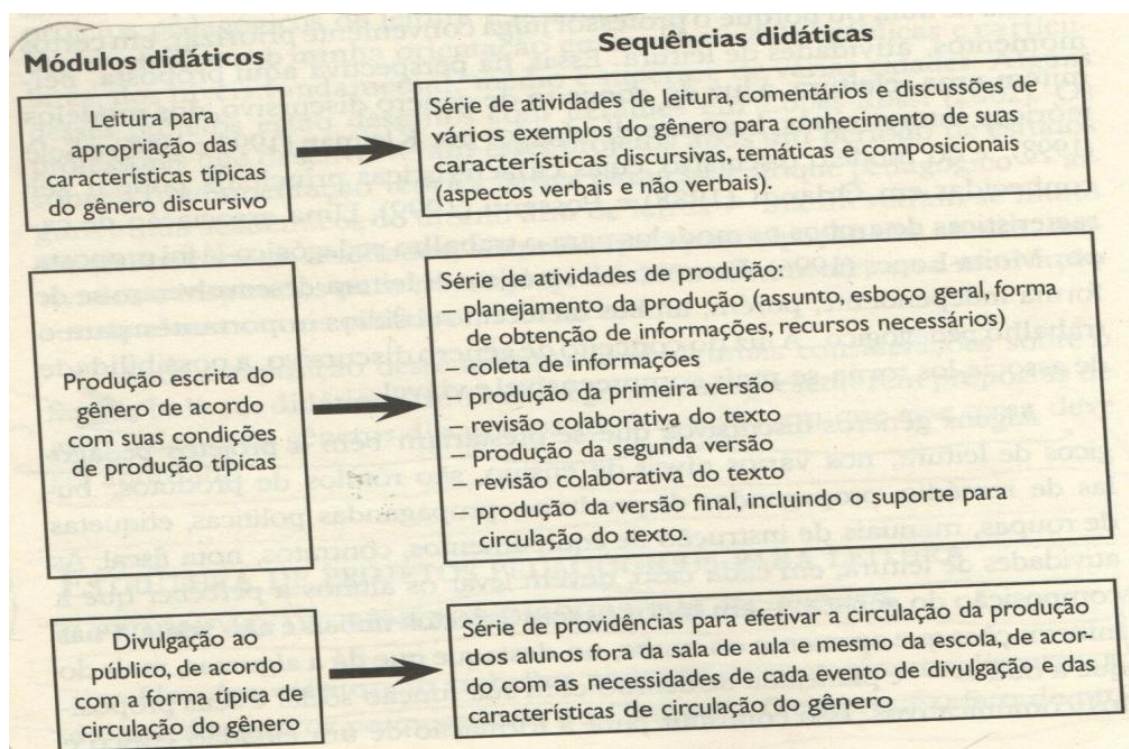 Módulos didáticos
Sequências didáticas
Leitura para
apropriação das
características típicas
do gênero discursivo
Série de atividades de leitura, comentários e discussões de
vários exemplos do gênero para conhecimento de suas
características discursivas, temáticas e composicionais
(aspectos verbais e não verbais).
Produção escrita do
gênero de acordo
com suas condições
de produção típicas
Série de atividades de produção:
– planejamento da produção (assunto, esboço geral, forma
de obtenção de informações, recursos necessários)
– coleta de informações
– produção da primeira versão
– revisão colaborativa do texto
– produção da segunda versão
– revisão colaborativa do texto
– produção da versão final, incluindo o suporte para
circulação do texto.
Divulgação ao
público, de acordo
com a forma típica de
circulação do gênero
Série de providências para efetivar a circulação da produção
dos alunos fora da sala de aula e mesmo da escola, de acor-
do com as necessidades de cada evento de divulgação e das
características de circulação do gênero